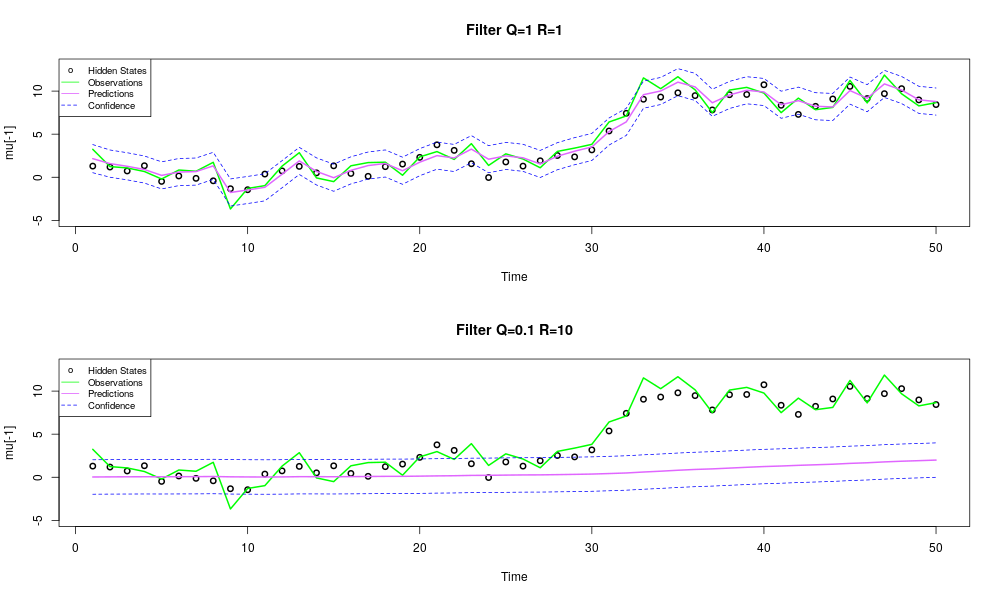 Filter Q=1 R=1
Hidden States
Observations
Predictions
Confidence
mu[-1]
10
5
0
-5
0 10 20 30 40 50
Time
Filter Q=0.1 R=10
Hidden States
Observations
Predictions
Confidence
mu[-1]
10
5
0
-5
0 10 20 30 40 50
Time